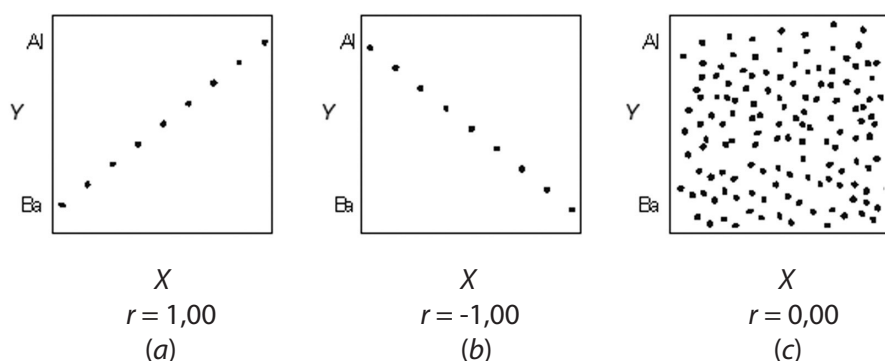 Al Al Al
Y Y Y
Ba Ba Ba
X X X
r = 1,00 r = -1,00 r = 0,00
(a) (b) (c)